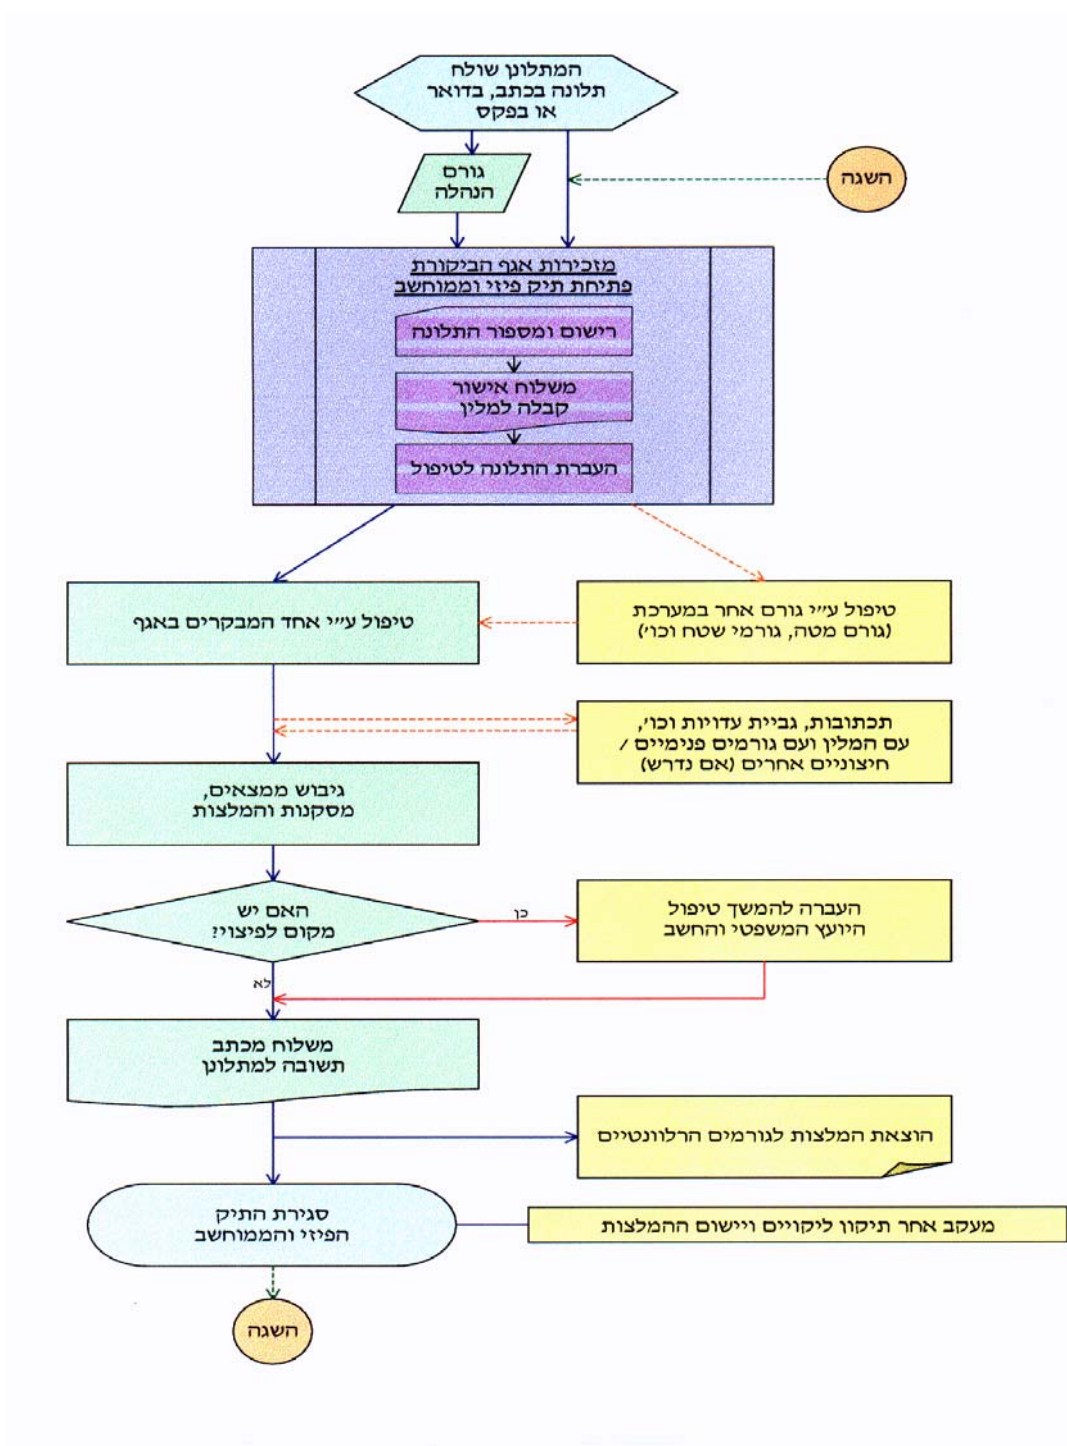 המתלונן שולח
תלונה בכתב, בדואר
או בפקס
גורם
הנהלה
השגה
מזכירות אגף הביקורת
פתיחת תיק פיזי וממוחשב
רישום ומספור התלונה
משלוח אישור
קבלה למלין
העברת התלונה לטיפול
טיפול ע״י אחד המבקרים באגף
טיפול ע״י גורם אחר במערכת
(גורם מטה, גורמי שטח וכו׳)
תכתובות, גביית עדויות וכו׳,
עם המלין ועם גורמים פנימיים /
חיצוניים אחרים (אם נדרש)
גיבוש ממצאים,
מסקנות והמלצות
האם יש
מקום לפיצוי?
כן
העברה להמשך טיפול
היועץ המשפטי והחשב
לא
משלוח מכתב
תשובה למתלונן
הוצאת המלצות לגורמים הרלוונטיים
סגירת התיק
הפיזי והממוחשב
מעקב אחר תיקון ליקויים ויישום ההמלצות
השגה